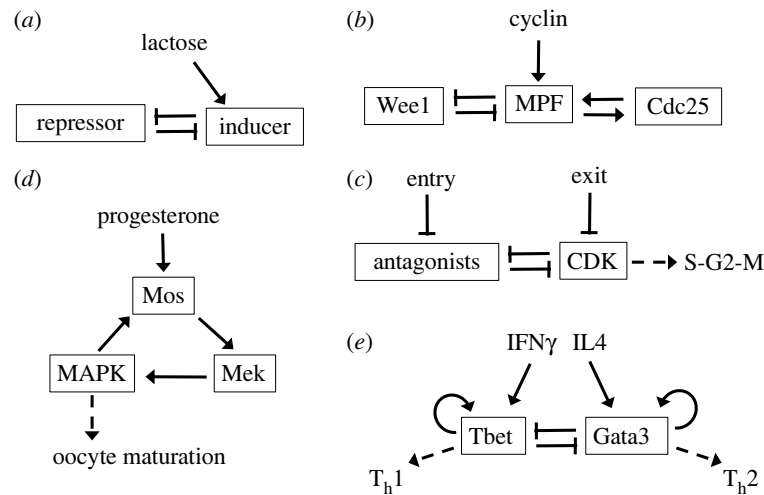 (a)
lactose
repressor
inducer
(b)
cyclin
Wee1
MPF
Cdc25
(d)
progesterone
Mos
MAPK
Mek
oocyte maturation
(c)
entry
exit
antagonists
CDK
S-G2-M
(e)
IFNγ IL4
Tbet
Gata3
Th1
Th2